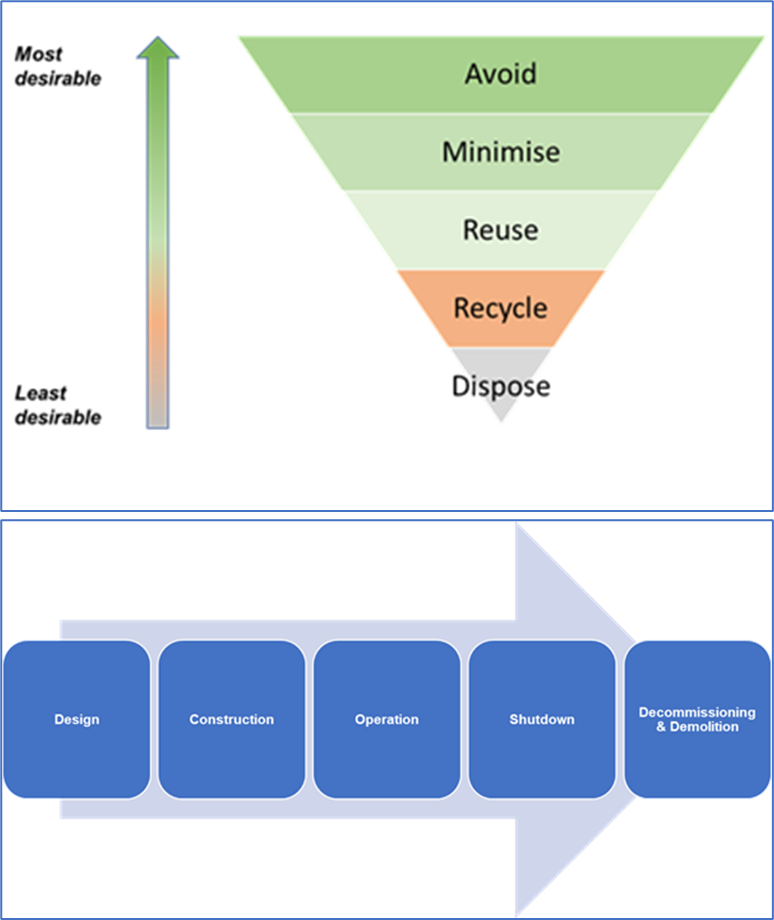 Most
desirable
Avoid
Minimise
Reuse
Recycle
Dispose
Least
desirable
Design
Construction
Operation
Shutdown
Decommissioning
& Demolition